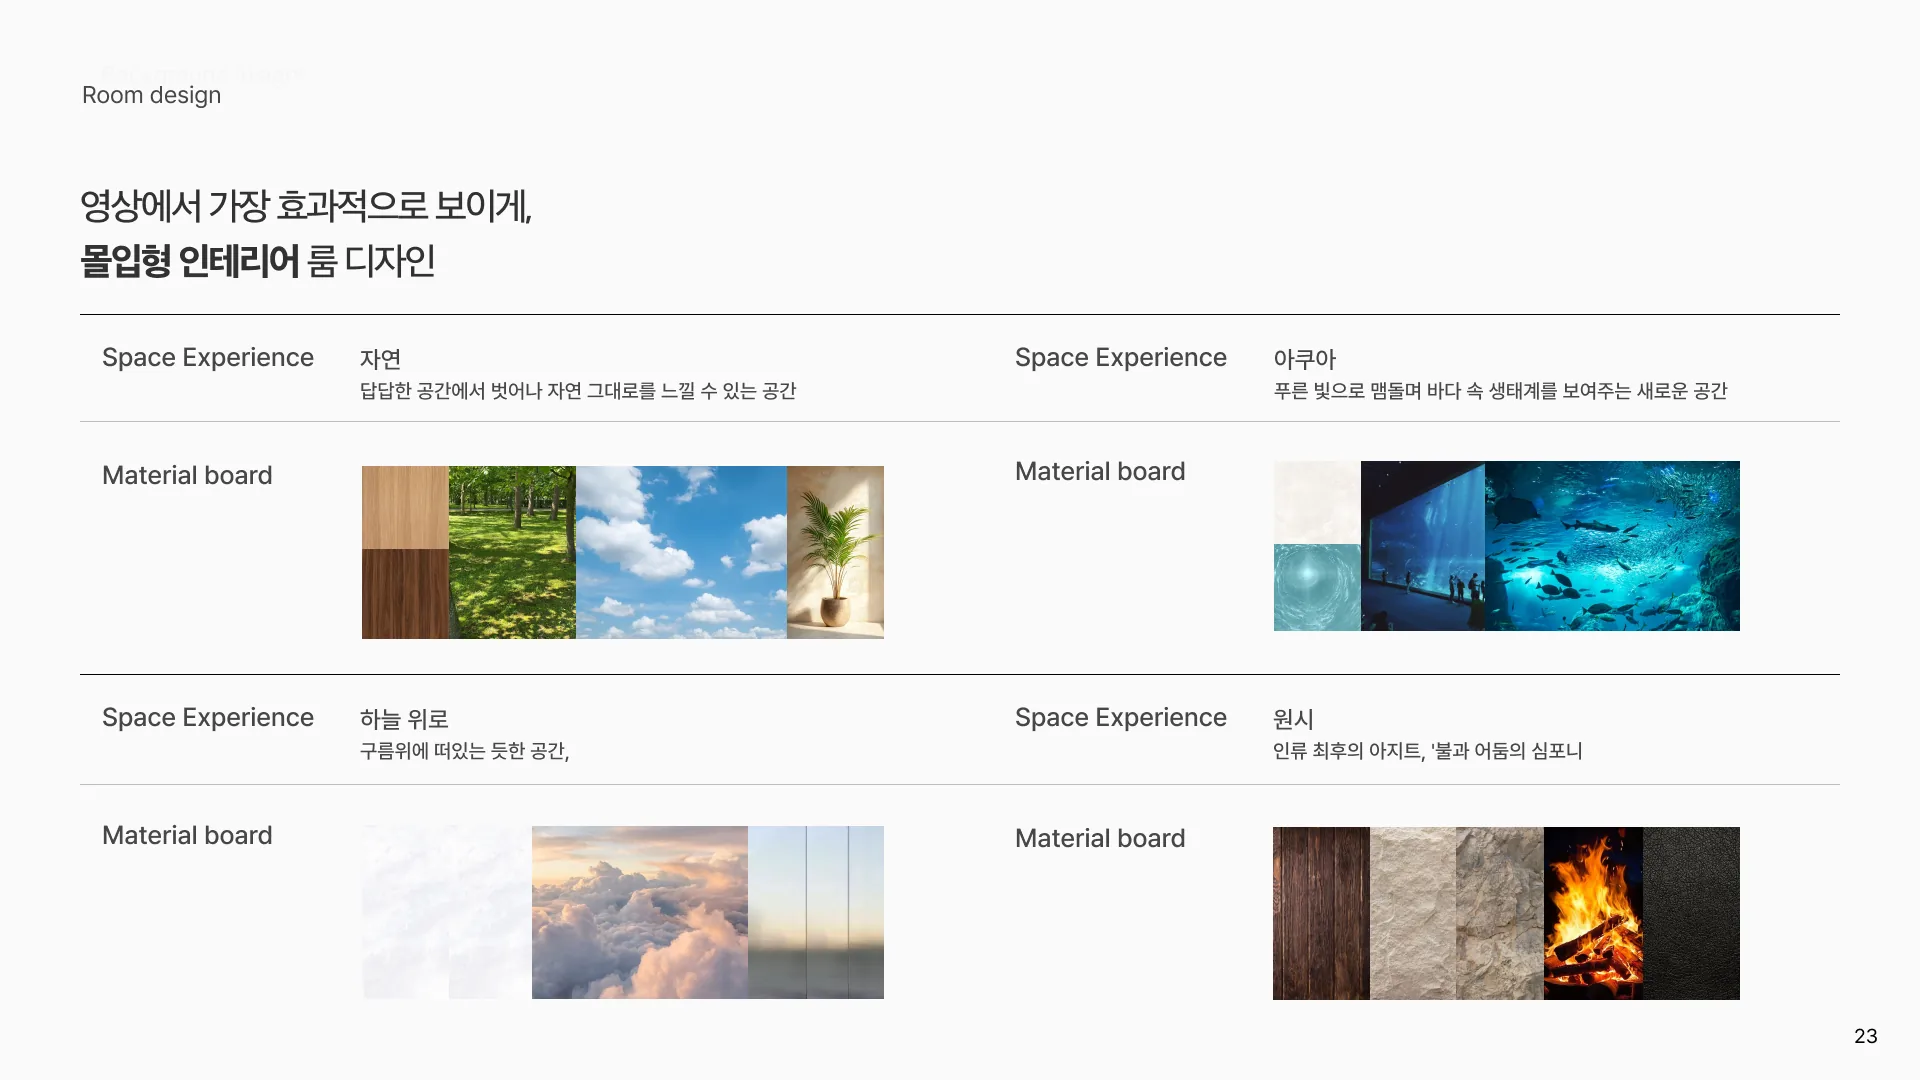 Room design
영상에서 가장 효과적으로 보이게,
몰입형 인테리어 룸 디자인
Space Experience
자연
답답한 공간에서 벗어나 자연 그대로를 느낄 수 있는 공간
Space Experience
아쿠아
푸른 빛으로 맴돌며 바다 속 생태계를 보여주는 새로운 공간
Material board
Material board
Space Experience
하늘 위로
구름위에 떠있는 듯한 공간,
Space Experience
원시
인류 최후의 아지트, '불과 어둠의 심포니
Material board
Material board
23